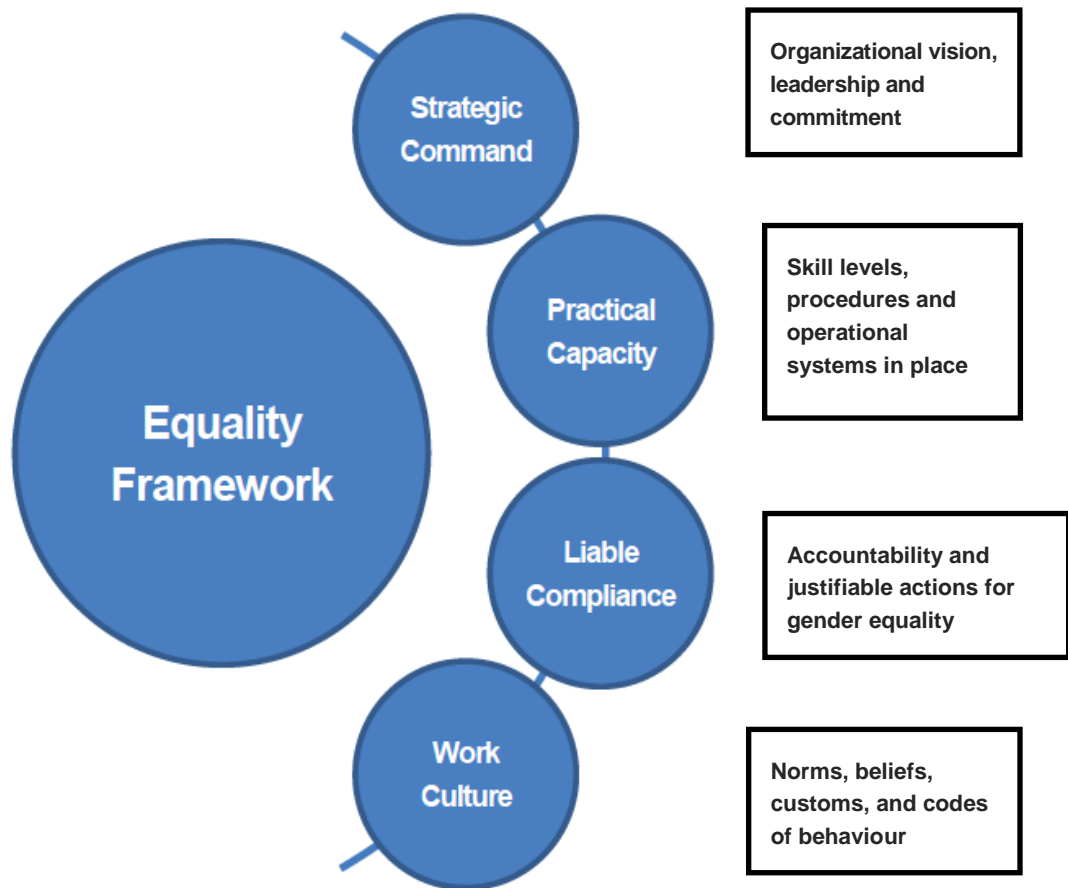 Strategic
Command
Organizational vision,
leadership and
commitment
Practical
Capacity
Skill levels,
procedures and
operational
systems in place
Equality
Framework
Liable
Compliance
Accountability and
justifiable actions for
gender equality
Work
Culture
Norms, beliefs,
customs, and codes
of behaviour